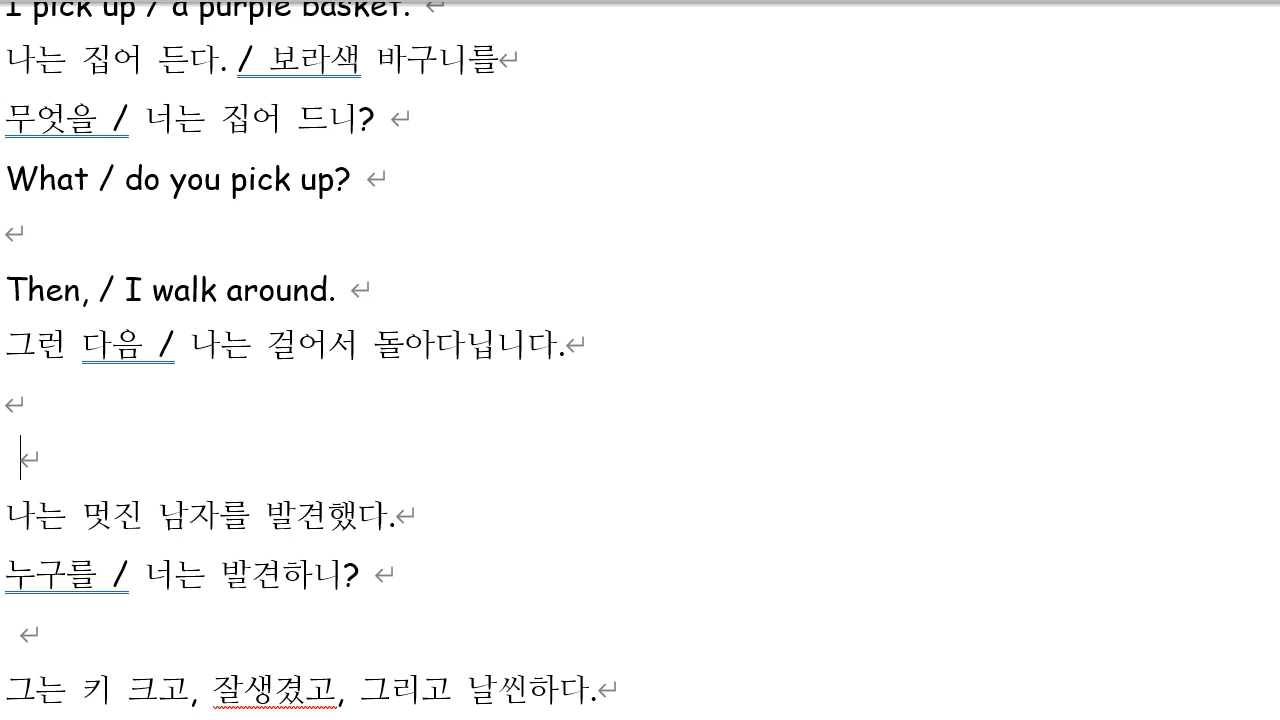 I pick up / a purple basket.
나는 집어 든다. / 보라색 바구니를
무엇을 / 너는 집어 드니?
What / do you pick up?
Then, / I walk around.
그런 다음 / 나는 걸어서 돌아다닙니다.
나는 멋진 남자를 발견했다.
누구를 / 너는 발견하니?
그는 키 크고, 잘생겼고, 그리고 날씬하다.